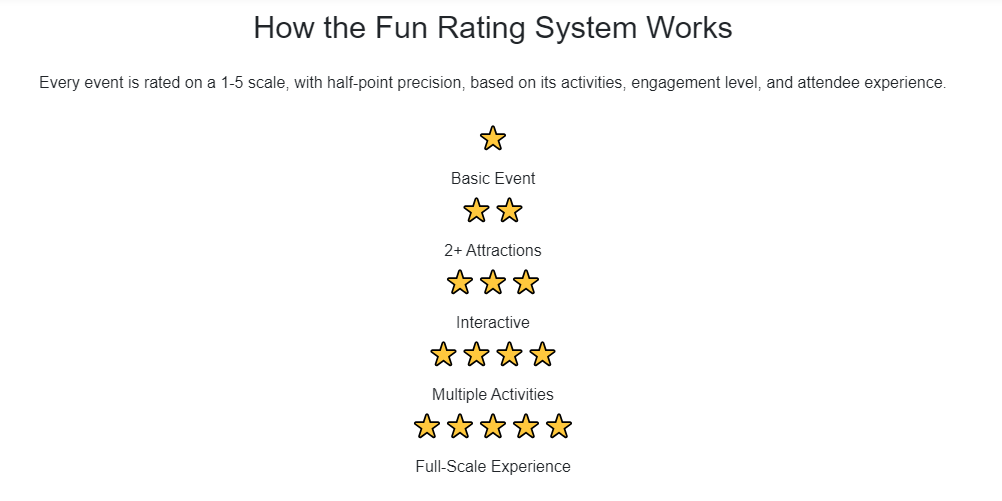 How the Fun Rating System Works
Every event is rated on a 1-5 scale, with half-point precision, based on its activities, engagement level, and attendee experience.
Basic Event
2+ Attractions
Interactive
Multiple Activities
Full-Scale Experience